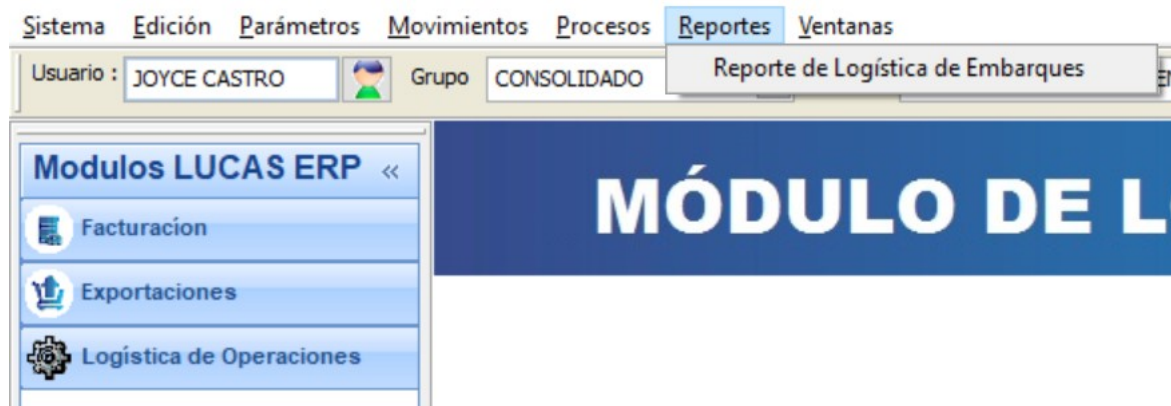 Sistema Edición Parámetros Movimientos Procesos Reportes Ventanas
Usuario : JOYCE CASTRO Grupo CONSOLIDADO
Reporte de Logística de Embarques
Modulos LUCAS ERP «
MÓDULO DE L
Facturacíon
Exportaciones
Logística de Operaciones